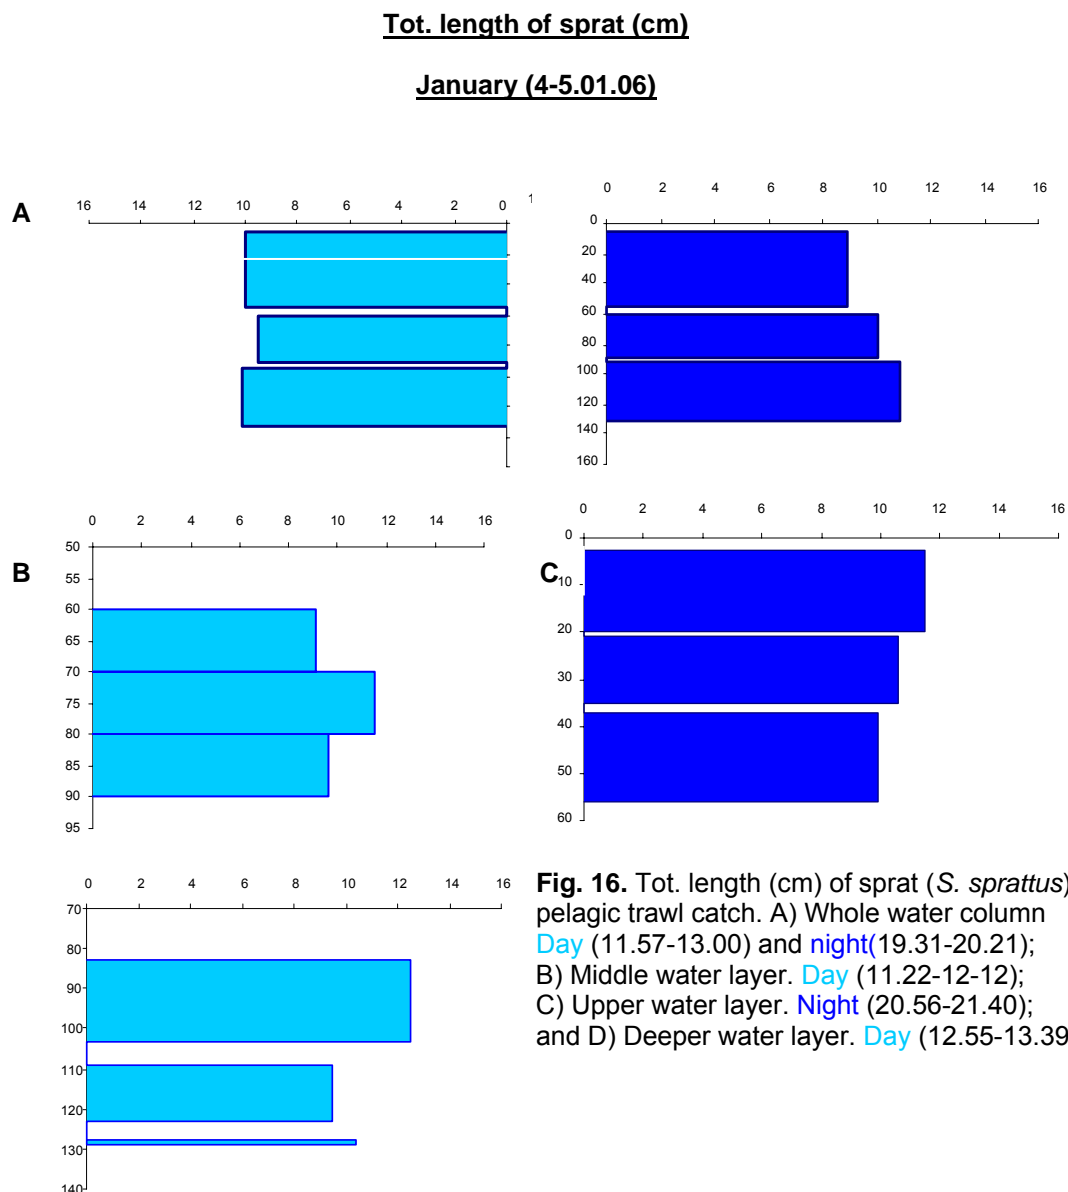 Tot. length of sprat (cm)
January (4-5.01.06)
A
16 14 12 10 8 6 4 2 0 1
0 2 4 6 8 10 12 14 16
0
20
40
60
80
100
120
140
160
B
0 2 4 6 8 10 12 14 16
50
55
60
65
70
75
80
85
90
95
C
0 2 4 6 8 10 12 14 16
0
10
20
30
40
50
60
0 2 4 6 8 10 12 14 16
70
80
90
100
110
120
130
140
Fig. 16. Tot. length (cm) of sprat (S. sprattus)
pelagic trawl catch. A) Whole water column
Day (11.57-13.00) and night(19.31-20.21);
B) Middle water layer. Day (11.22-12-12);
C) Upper water layer. Night (20.56-21.40);
and D) Deeper water layer. Day (12.55-13.39